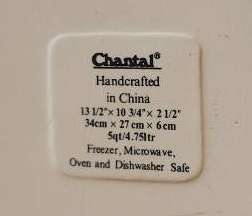 Chantal®
Handcrafted
in China
13 1/2"× 10 3/4"× 2 1/2"
34cm × 27cm × 6cm
5qt/4.75ltr
Freezer, Microwave,
Oven and Dishwasher Safe